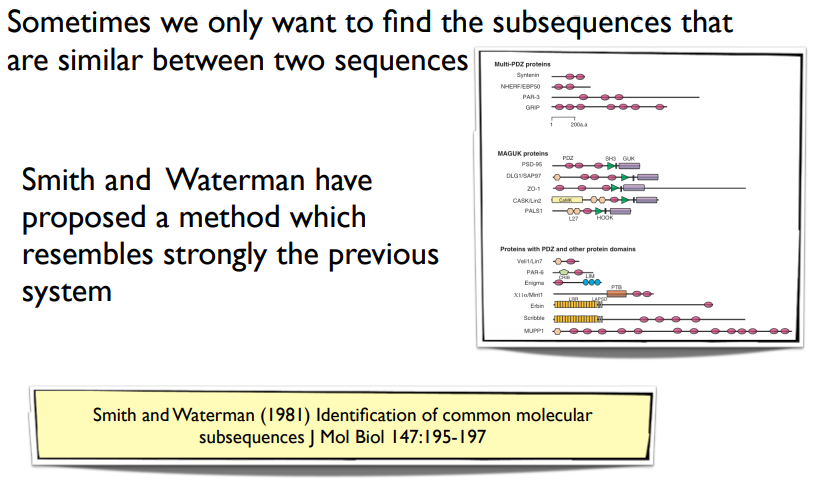 Sometimes we only want to find the subsequences that
are similar between two sequences
Multi-PDZ proteins
Syntenin
NHERF/EBP50
PAR-3
GRIP
1 200a.a
MAGUK proteins
PDZ SH3 GUK
PSD-95
DLG1/SAP97
ZO-1
CASK/Lin2 CaMK
PALS1
L27 HOOK
Proteins with PDZ and other protein domains
Veli1/Lin7
PAR-6
CRIB LIM
Enigma
PTB
X11α/Mint1
LRR LAPSD
Erbin
Scribble
MUPP1
Smith and Waterman have
proposed a method which
resembles strongly the previous
system
Smith and Waterman (1981) Identification of common molecular
subsequences J Mol Biol 147:195-197